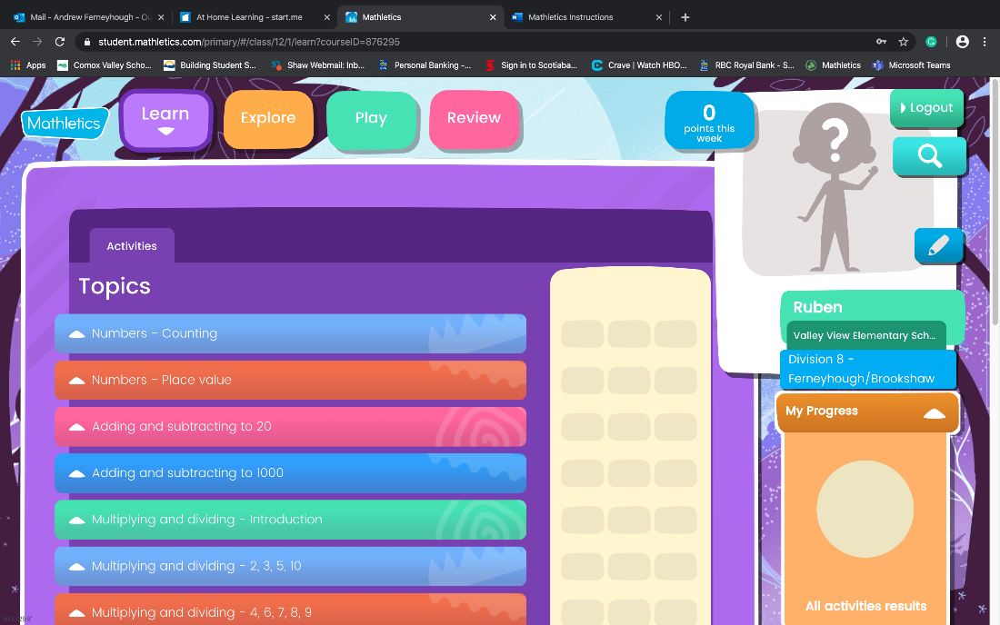 Mail - Andrew Ferneyhough - Ou
At Home Learning - start.me
Mathletics
Mathletics Instructions
student.mathletics.com/primary/#/class/12/1/learn?courseID=876295
Apps
Comox Valley Scho...
Building Student S...
Shaw Webmail: Inb...
Personal Banking -...
Sign in to Scotiaba...
Crave | Watch HBO...
RBC Royal Bank - S...
Mathletics
Microsoft Teams
Mathletics
Learn
Explore
Play
Review
0
points this
week
?
Logout
Activities
Topics
Numbers – Counting
Numbers – Place value
Adding and subtracting to 20
Adding and subtracting to 1000
Multiplying and dividing – Introduction
Multiplying and dividing – 2, 3, 5, 10
Multiplying and dividing – 4, 6, 7, 8, 9
Ruben
Valley View Elementary Sch...
Division 8 -
Ferneyhough/Brookshaw
My Progress
All activities results